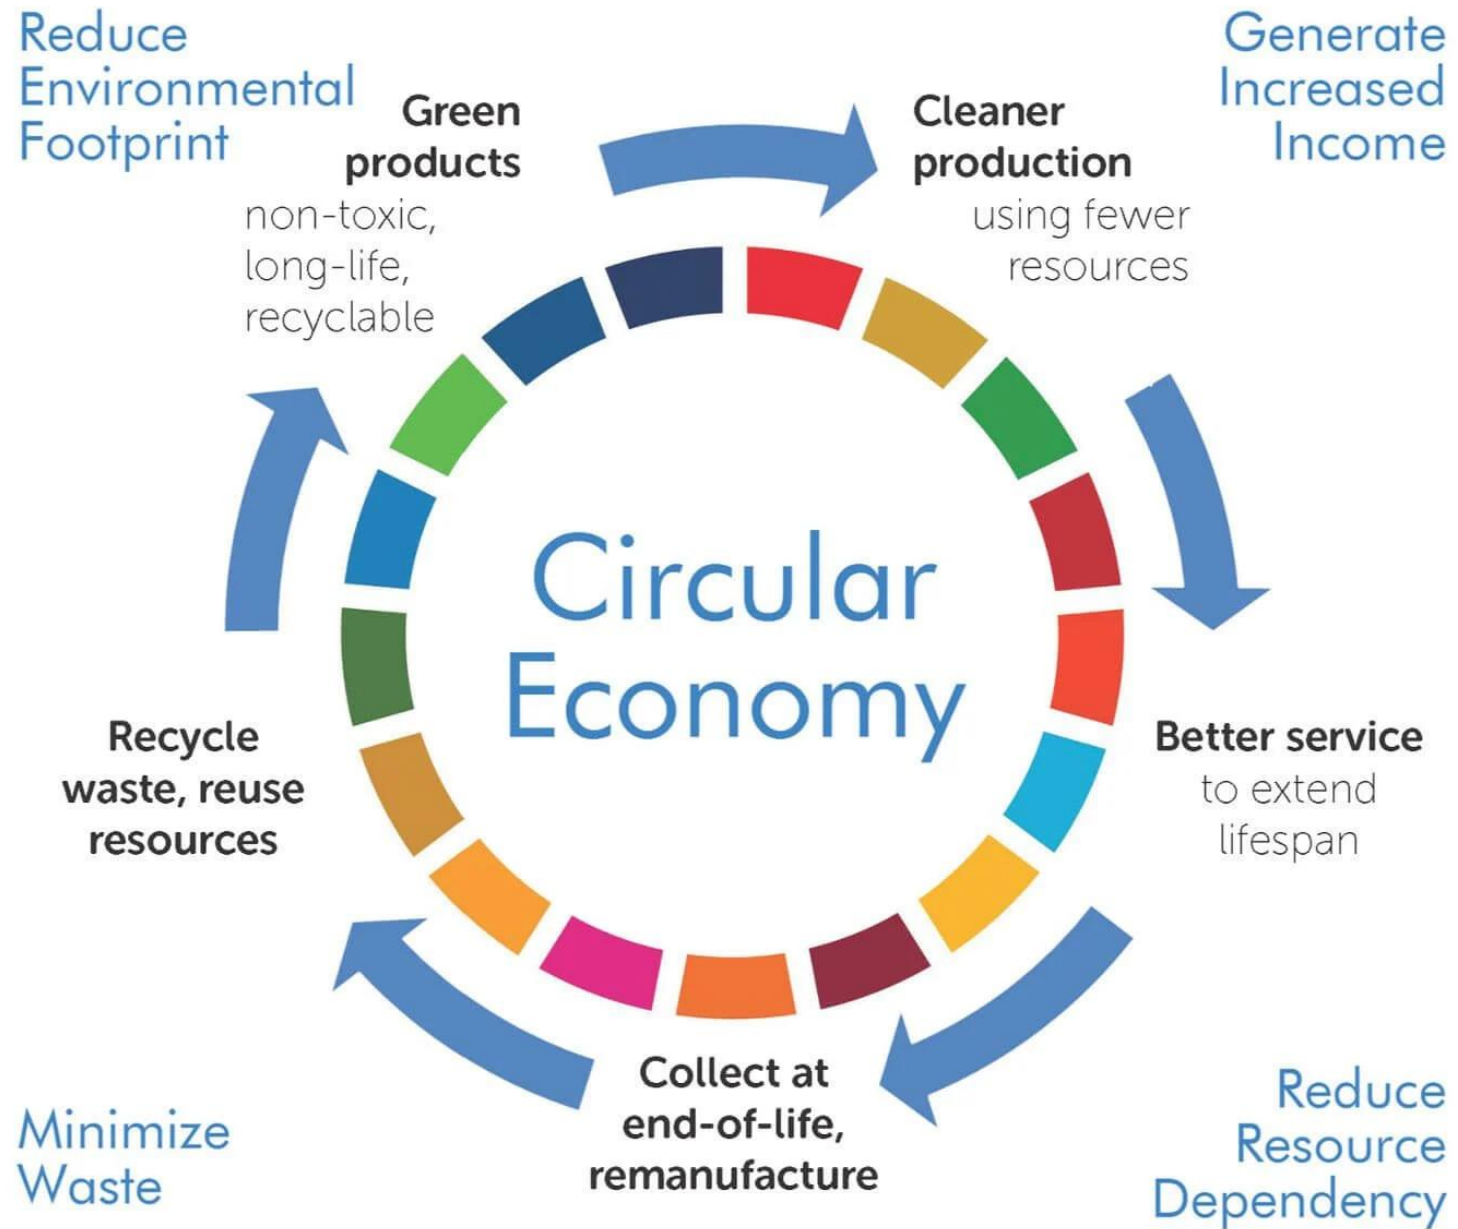 Reduce
Environmental
Footprint
Generate
Increased
Income
Green
products
non-toxic,
long-life,
recyclable
Cleaner
production
using fewer
resources
Circular
Economy
Better service
to extend
lifespan
Collect at
end-of-life,
remanufacture
Recycle
waste, reuse
resources
Minimize
Waste
Reduce
Resource
Dependency